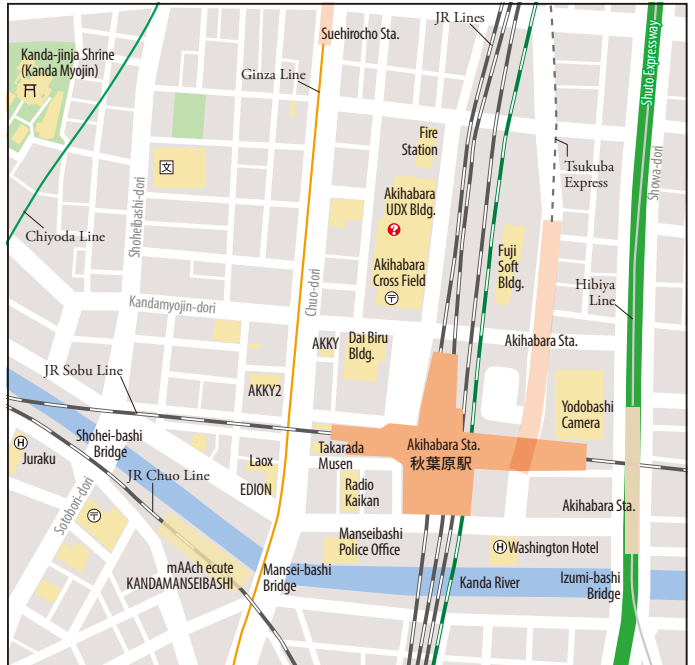 Suehirocho Sta.
JR Lines
Kanda-jinja Shrine
(Kanda Myojin)
Ginza Line
Shuto Expressway
Fire
Station
文
Tsukuba
Express
Showa-dori
Akihabara
UDX Bldg.
?
Chiyoda Line
Shoheibashi-dori
Fuji
Soft
Bldg.
Akihabara
Cross Field
〒
Hibiya
Line
Chuo-dori
Kandamyojin-dori
AKKY
Dai Biru
Bldg.
Akihabara Sta.
JR Sobu Line
AKKY2
Yodobashi
Camera
H
Juraku
Shohei-bashi
Bridge
Takarada
Musen
Akihabara Sta.
秋葉原駅
Laox
EDION
JR Chuo Line
Radio
Kaikan
Sotobori-dori
〒
Akihabara Sta.
Manseibashi
Police Office
H
Washington Hotel
mAAch ecute
KANDAMANSEIBASHI
Mansei-bashi
Bridge
Kanda River
Izumi-bashi
Bridge